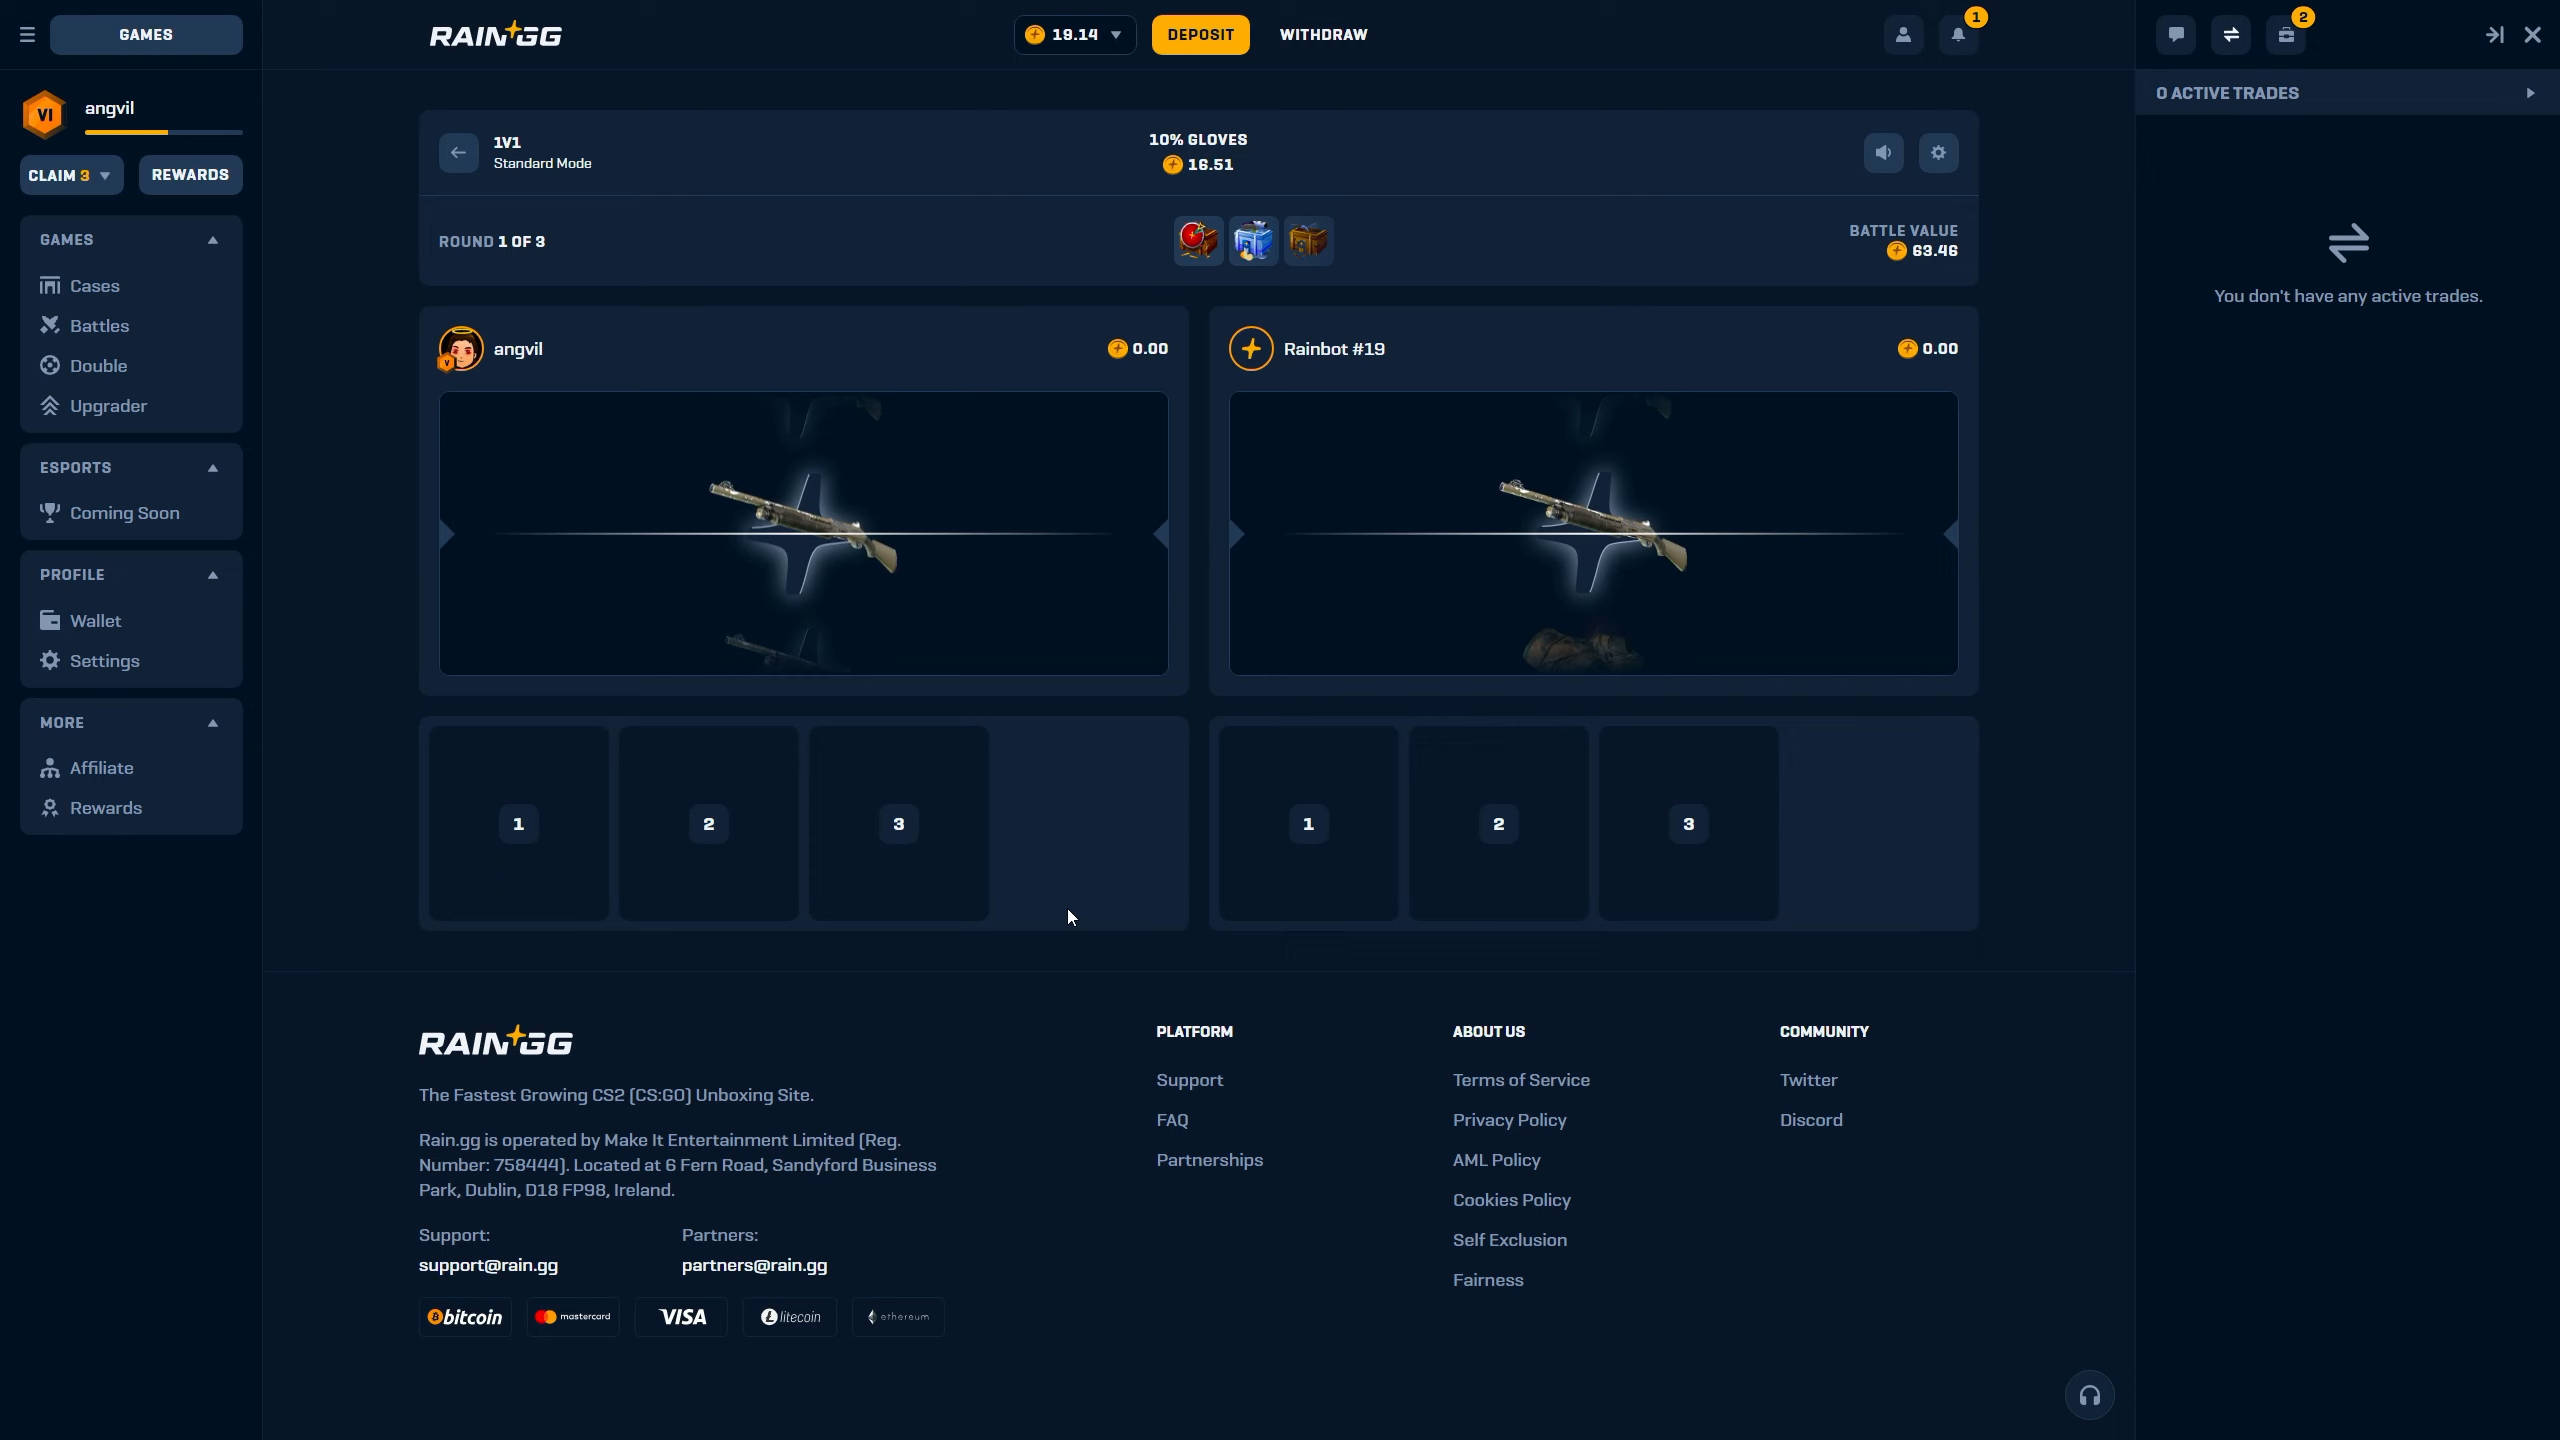 GAMES
RAIN GG
19.14
DEPOSIT
WITHDRAW
1
2
VI
angvil
CLAIM 3
REWARDS
GAMES
Cases
Battles
Double
Upgrader
ESPORTS
Coming Soon
PROFILE
Wallet
Settings
MORE
Affiliate
Rewards
1V1
Standard Mode
10% GLOVES
16.51
ROUND 1 OF 3
BATTLE VALUE
63.46
V
angvil
0.00
Rainbot #19
0.00
1
2
3
1
2
3
0 ACTIVE TRADES
You don't have any active trades.
RAIN GG
The Fastest Growing CS2 (CS:GO) Unboxing Site.
Rain.gg is operated by Make It Entertainment Limited (Reg.
Number: 758444). Located at 6 Fern Road, Sandyford Business
Park, Dublin, D18 FP98, Ireland.
Support:
support@rain.gg
Partners:
partners@rain.gg
bitcoin
mastercard
VISA
litecoin
ethereum
PLATFORM
Support
FAQ
Partnerships
ABOUT US
Terms of Service
Privacy Policy
AML Policy
Cookies Policy
Self Exclusion
Fairness
COMMUNITY
Twitter
Discord